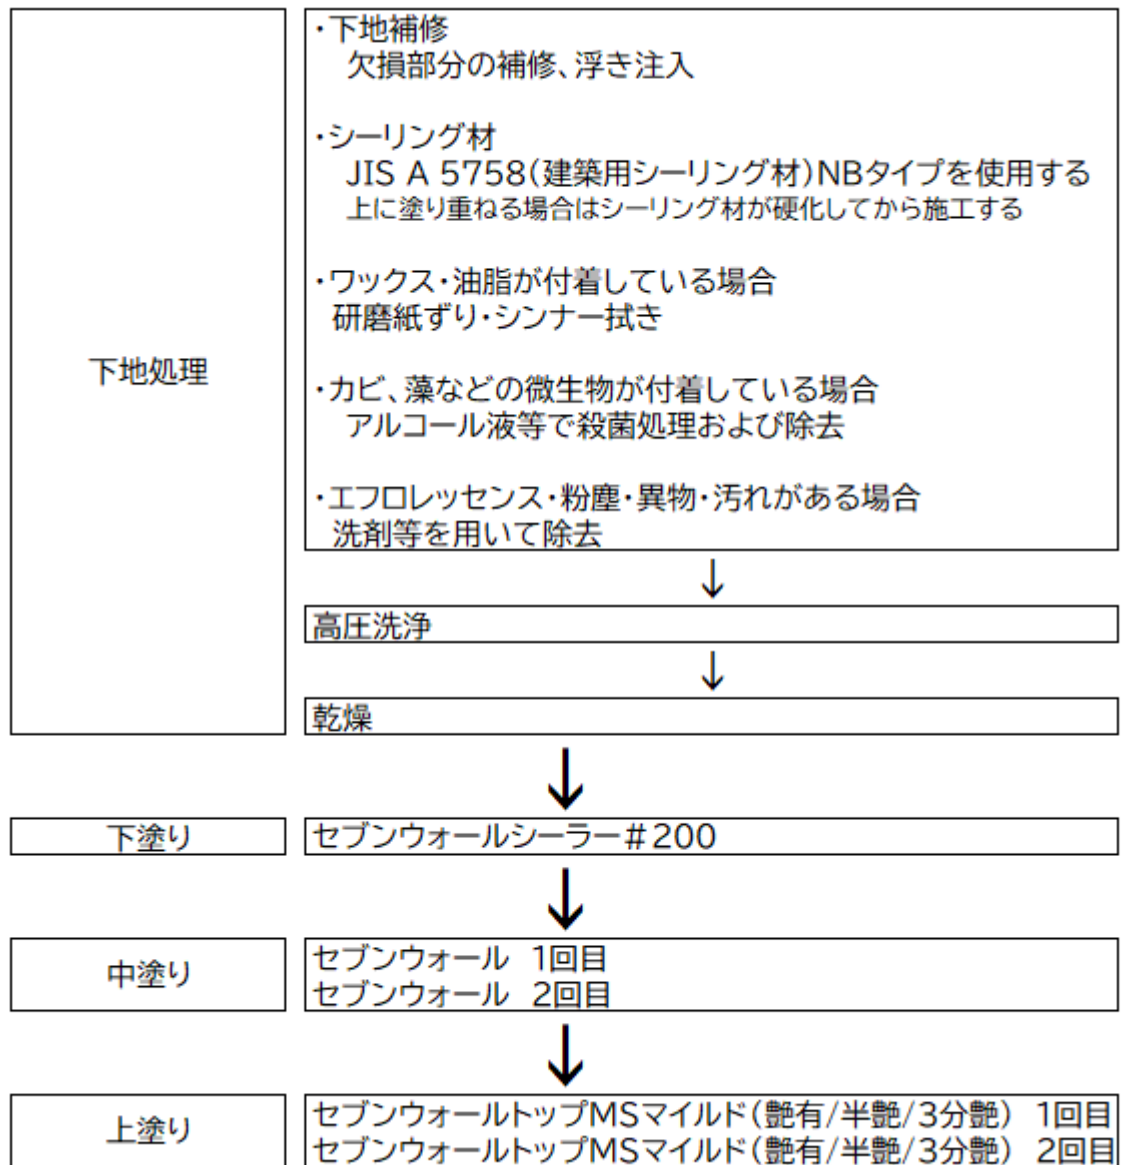 下地処理
・下地補修
欠損部分の補修、浮き注入
・シーリング材
JIS A 5758(建築用シーリング材)NBタイプを使用する
上に塗り重ねる場合はシーリング材が硬化してから施工する
・ワックス・油脂が付着している場合
研磨紙ずり・シンナー拭き
・カビ、藻などの微生物が付着している場合
アルコール液等で殺菌処理および除去
・エフロレッセンス・粉塵・異物・汚れがある場合
洗剤等を用いて除去
↓
高圧洗浄
↓
乾燥
↓
下塗り セブンウォールシーラー#200
↓
中塗り
セブンウォール 1回目
セブンウォール 2回目
↓
上塗り
セブンウォールトップMSマイルド(艶有/半艶/3分艶) 1回目
セブンウォールトップMSマイルド(艶有/半艶/3分艶) 2回目